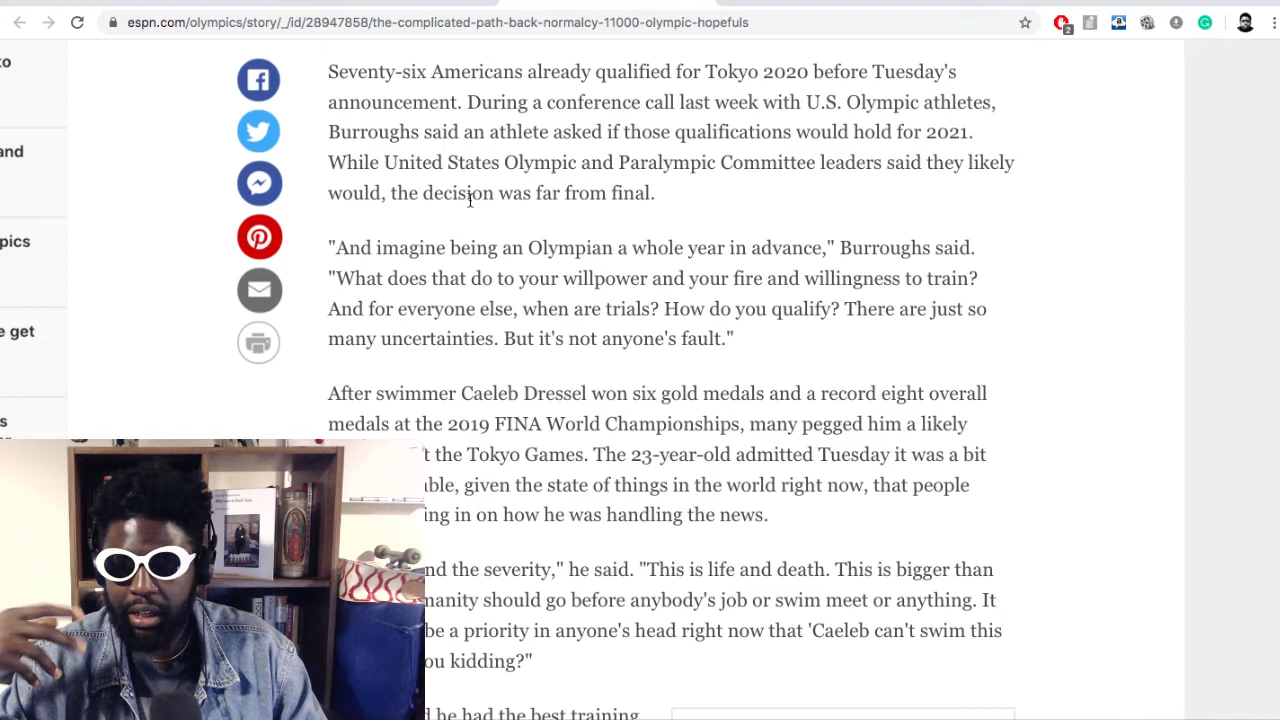 espn.com/olympics/story/_/id/28947858/the-complicated-path-back-normalcy-11000-olympic-hopefuls
2
to
and
pics
e get
s
Seventy-six Americans already qualified for Tokyo 2020 before Tuesday's
announcement. During a conference call last week with U.S. Olympic athletes,
Burroughs said an athlete asked if those qualifications would hold for 2021.
While United States Olympic and Paralympic Committee leaders said they likely
would, the decision was far from final.
"And imagine being an Olympian a whole year in advance," Burroughs said.
"What does that do to your willpower and your fire and willingness to train?
And for everyone else, when are trials? How do you qualify? There are just so
many uncertainties. But it's not anyone's fault."
After swimmer Caeleb Dressel won six gold medals and a record eight overall
medals at the 2019 FINA World Championships, many pegged him a likely
t the Tokyo Games. The 23-year-old admitted Tuesday it was a bit
ble, given the state of things in the world right now, that people
ing in on how he was handling the news.
nd the severity," he said. "This is life and death. This is bigger than
manity should go before anybody's job or swim meet or anything. It
be a priority in anyone's head right now that 'Caeleb can't swim this
ou kidding?"
d he had the best training